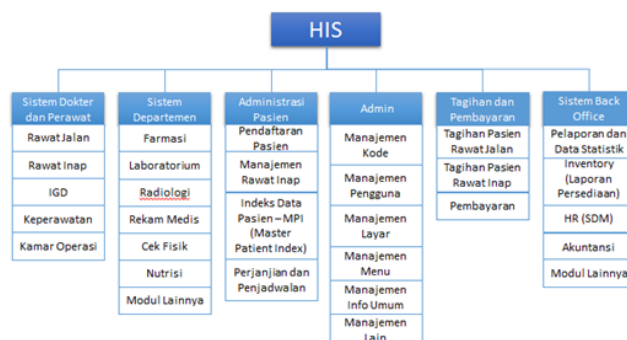 HIS
Sistem Dokter
dan Perawat
Rawat Jalan
Rawat Inap
IGD
Keperawatan
Kamar Operasi
Sistem
Departemen
Farmasi
Laboratorium
Radiologi
Rekam Medis
Cek Fisik
Nutrisi
Modul Lainnya
Administrasi
Pasien
Pendaftaran
Pasien
Manajemen
Rawat Inap
Indeks Data
Pasien – MPI
(Master
Patient Index)
Perjanjian dan
Penjadwalan
Admin
Manajemen
Kode
Manajemen
Pengguna
Manajemen
Layar
Manajemen
Menu
Manajemen
Info Umum
Manajemen
Lain
Tagihan dan
Pembayaran
Tagihan Pasien
Rawat Jalan
Tagihan Pasien
Rawat Inap
Pembayaran
Sistem Back
Office
Pelaporan dan
Data Statistik
Inventory
(Laporan
Persediaan)
HR (SDM)
Akuntansi
Modul Lainnya